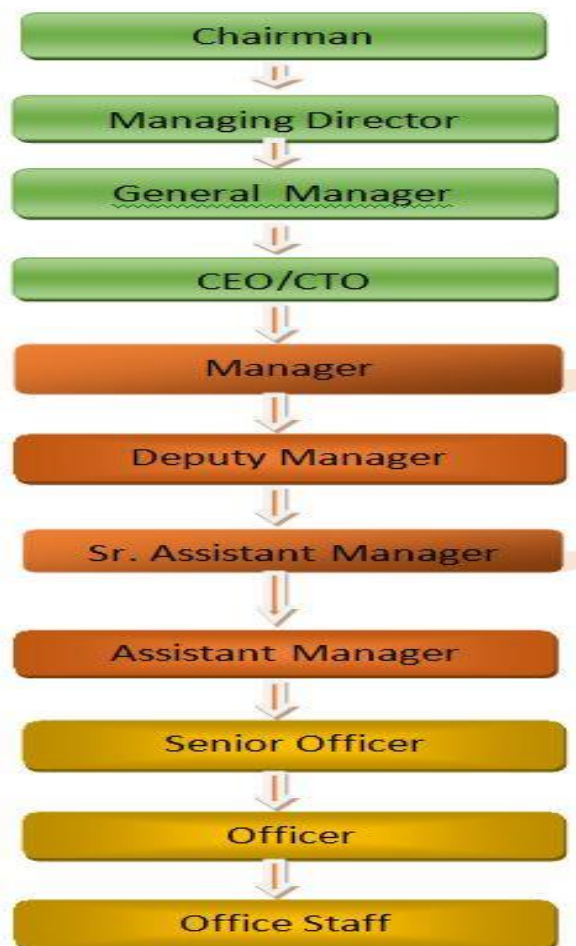 Chairman
Managing Director
General Manager
CEO/CTO
Manager
Deputy Manager
Sr. Assistant Manager
Assistant Manager
Senior Officer
Officer
Office Staff